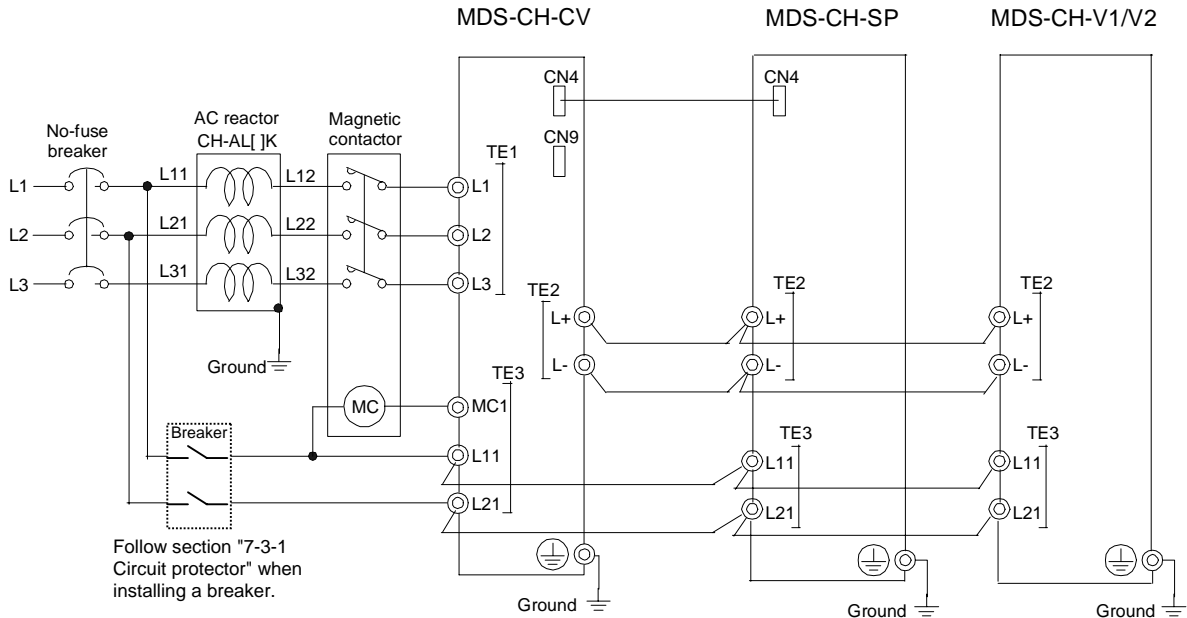 MDS-CH-CV
MDS-CH-SP
MDS-CH-V1/V2
CN4
CN4
CN9
No-fuse
breaker
AC reactor
CH-AL[ ]K
Magnetic
contactor
TE1
L1
L11
L12
L1
L2
L21
L22
L2
L3
L31
L32
L3
Ground
TE2
L+
L-
TE2
L+
L-
TE2
L+
L-
TE3
MC
MC1
Breaker
L11
L21
TE3
L11
L21
TE3
L11
L21
Follow section "7-3-1
Circuit protector" when
installing a breaker.
Ground
Ground
Ground